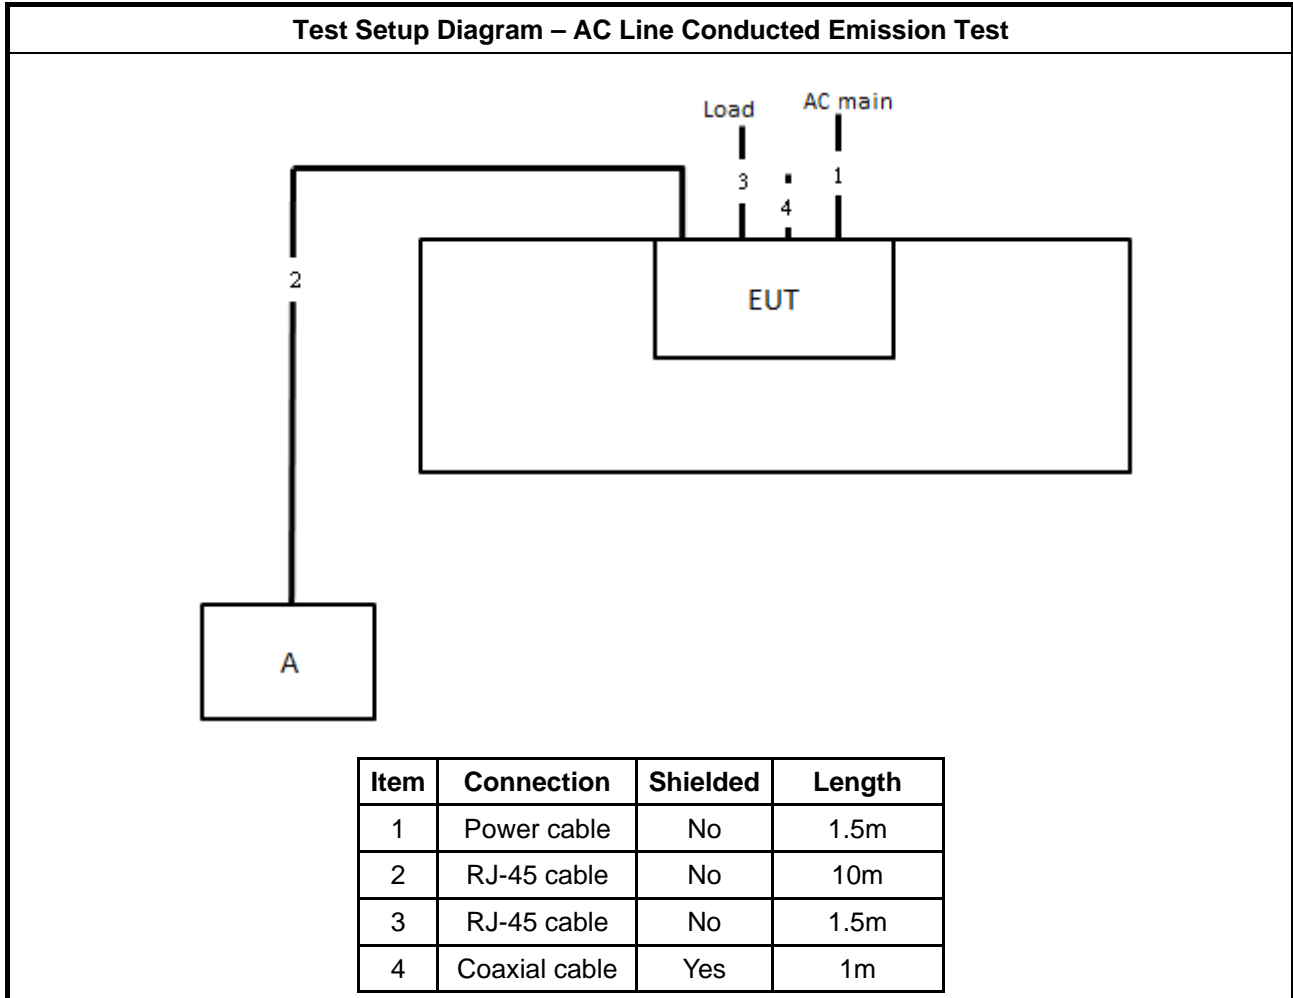 Test Setup Diagram – AC Line Conducted Emission Test
Load
AC main
3
4
1
2
EUT
A
Item Connection Shielded Length
1 Power cable No 1.5m
2 RJ-45 cable No 10m
3 RJ-45 cable No 1.5m
4 Coaxial cable Yes 1m